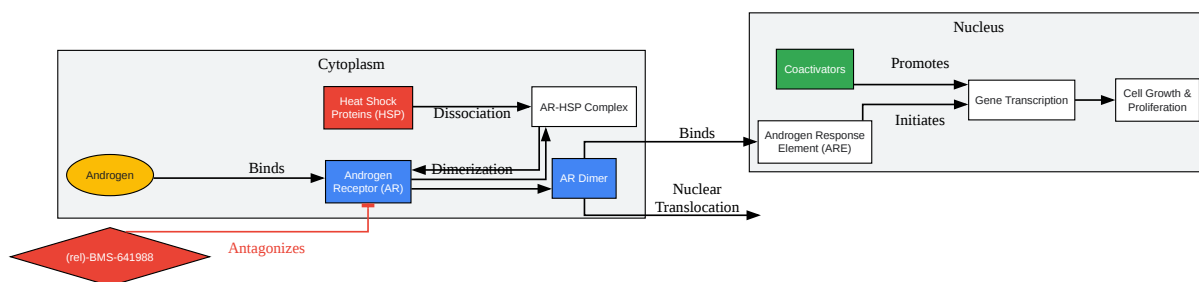 Nucleus
Cytoplasm
Coactivators
Promotes
Heat Shock
Proteins (HSP)
Dissociation
AR-HSP Complex
Gene Transcription
Cell Growth &
Proliferation
Initiates
Binds
Androgen Response
Element (ARE)
Androgen
Binds
Androgen
Receptor (AR)
Dimerization
AR Dimer
Nuclear
Translocation
(rel)-BMS-641988
Antagonizes